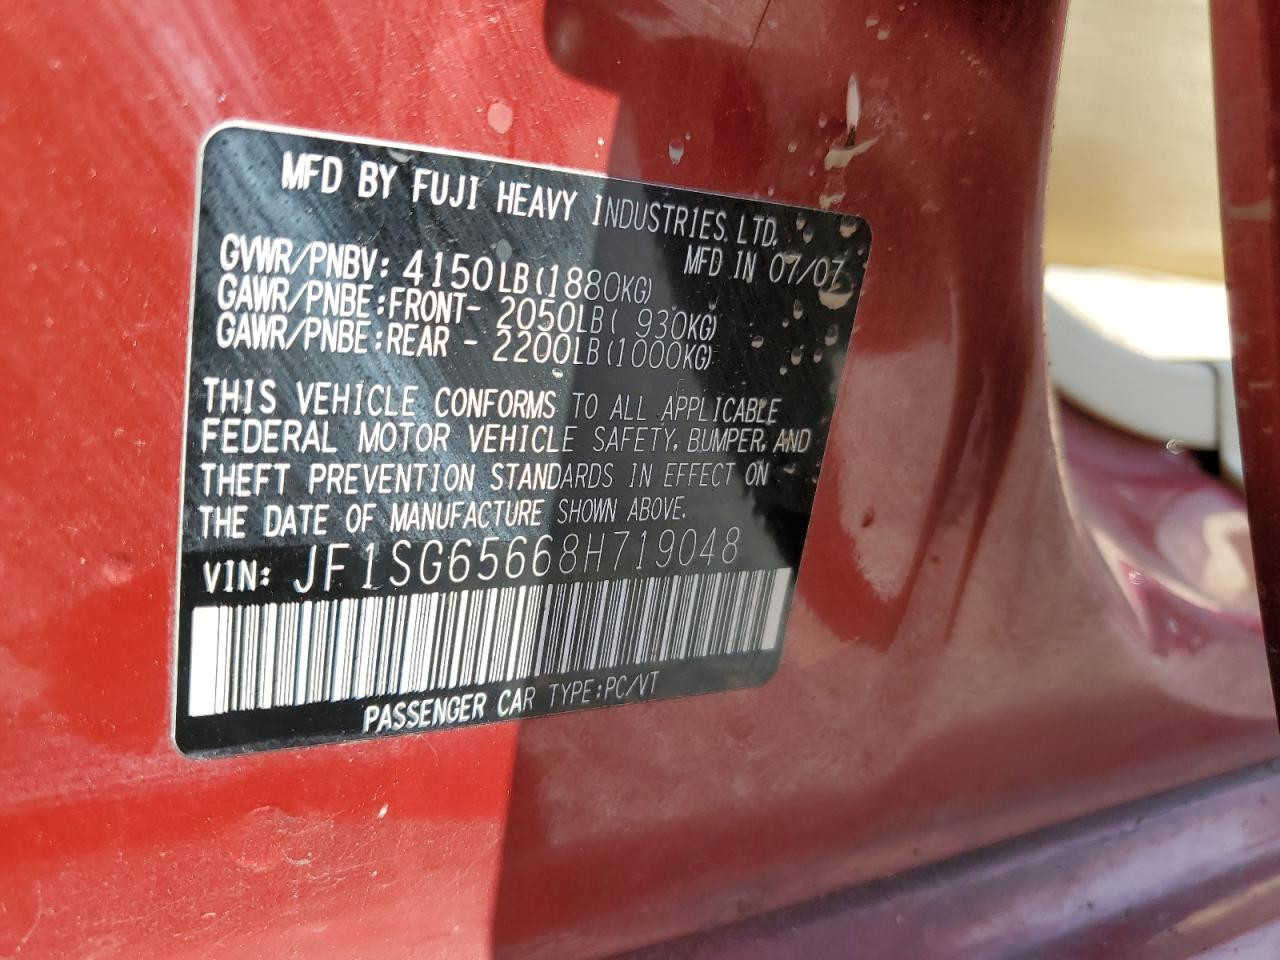 MFD BY FUJI HEAVY INDUSTRIES, LTD.
MFD IN 07/07
GVWR/PNBV: 4150LB(1880KG)
GAWR/PNBE:FRONT- 2050LB( 930KG)
GAWR/PNBE:REAR - 2200LB(1000KG)
THIS VEHICLE CONFORMS TO ALL APPLICABLE
FEDERAL MOTOR VEHICLE SAFETY, BUMPER, AND
THEFT PREVENTION STANDARDS IN EFFECT ON
THE DATE OF MANUFACTURE SHOWN ABOVE.
VIN: JF1SG65668H719048
PASSENGER CAR TYPE:PC/VT